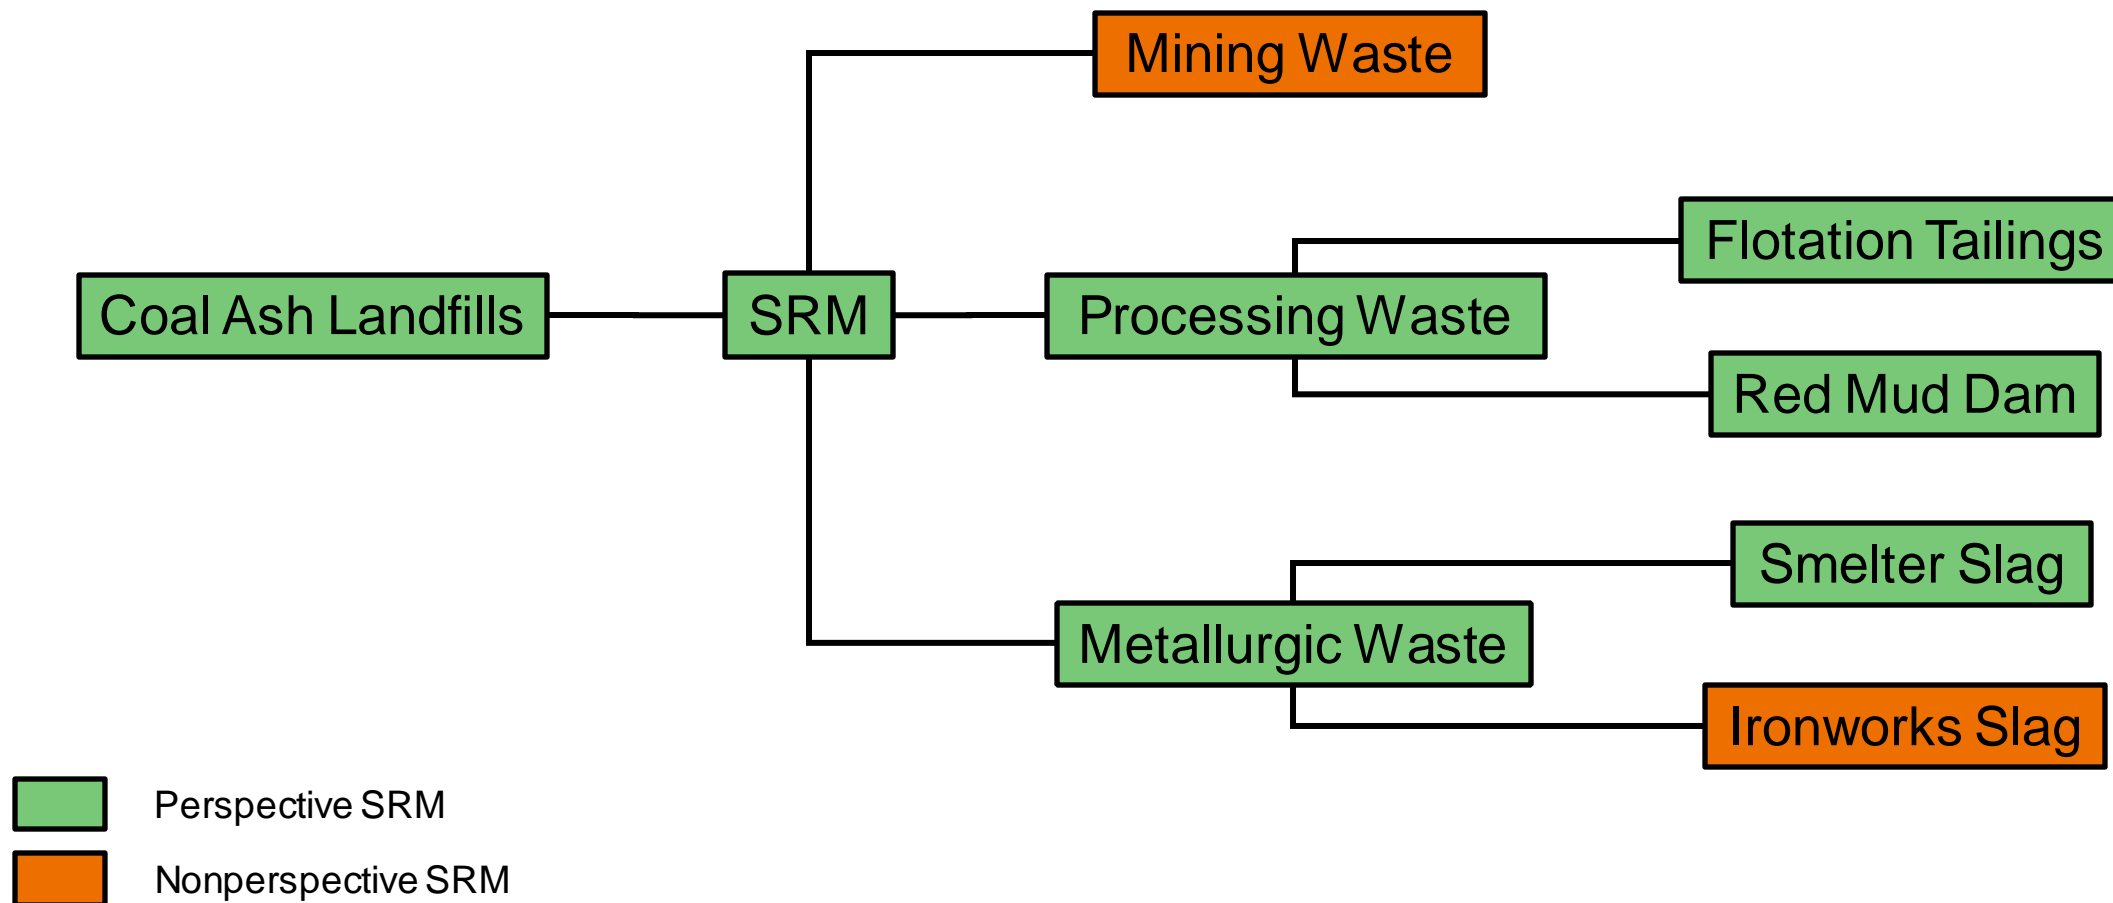 Mining Waste
Flotation Tailings
Coal Ash Landfills
SRM
Processing Waste
Red Mud Dam
Smelter Slag
Metallurgic Waste
Ironworks Slag
Perspective SRM
Nonperspective SRM